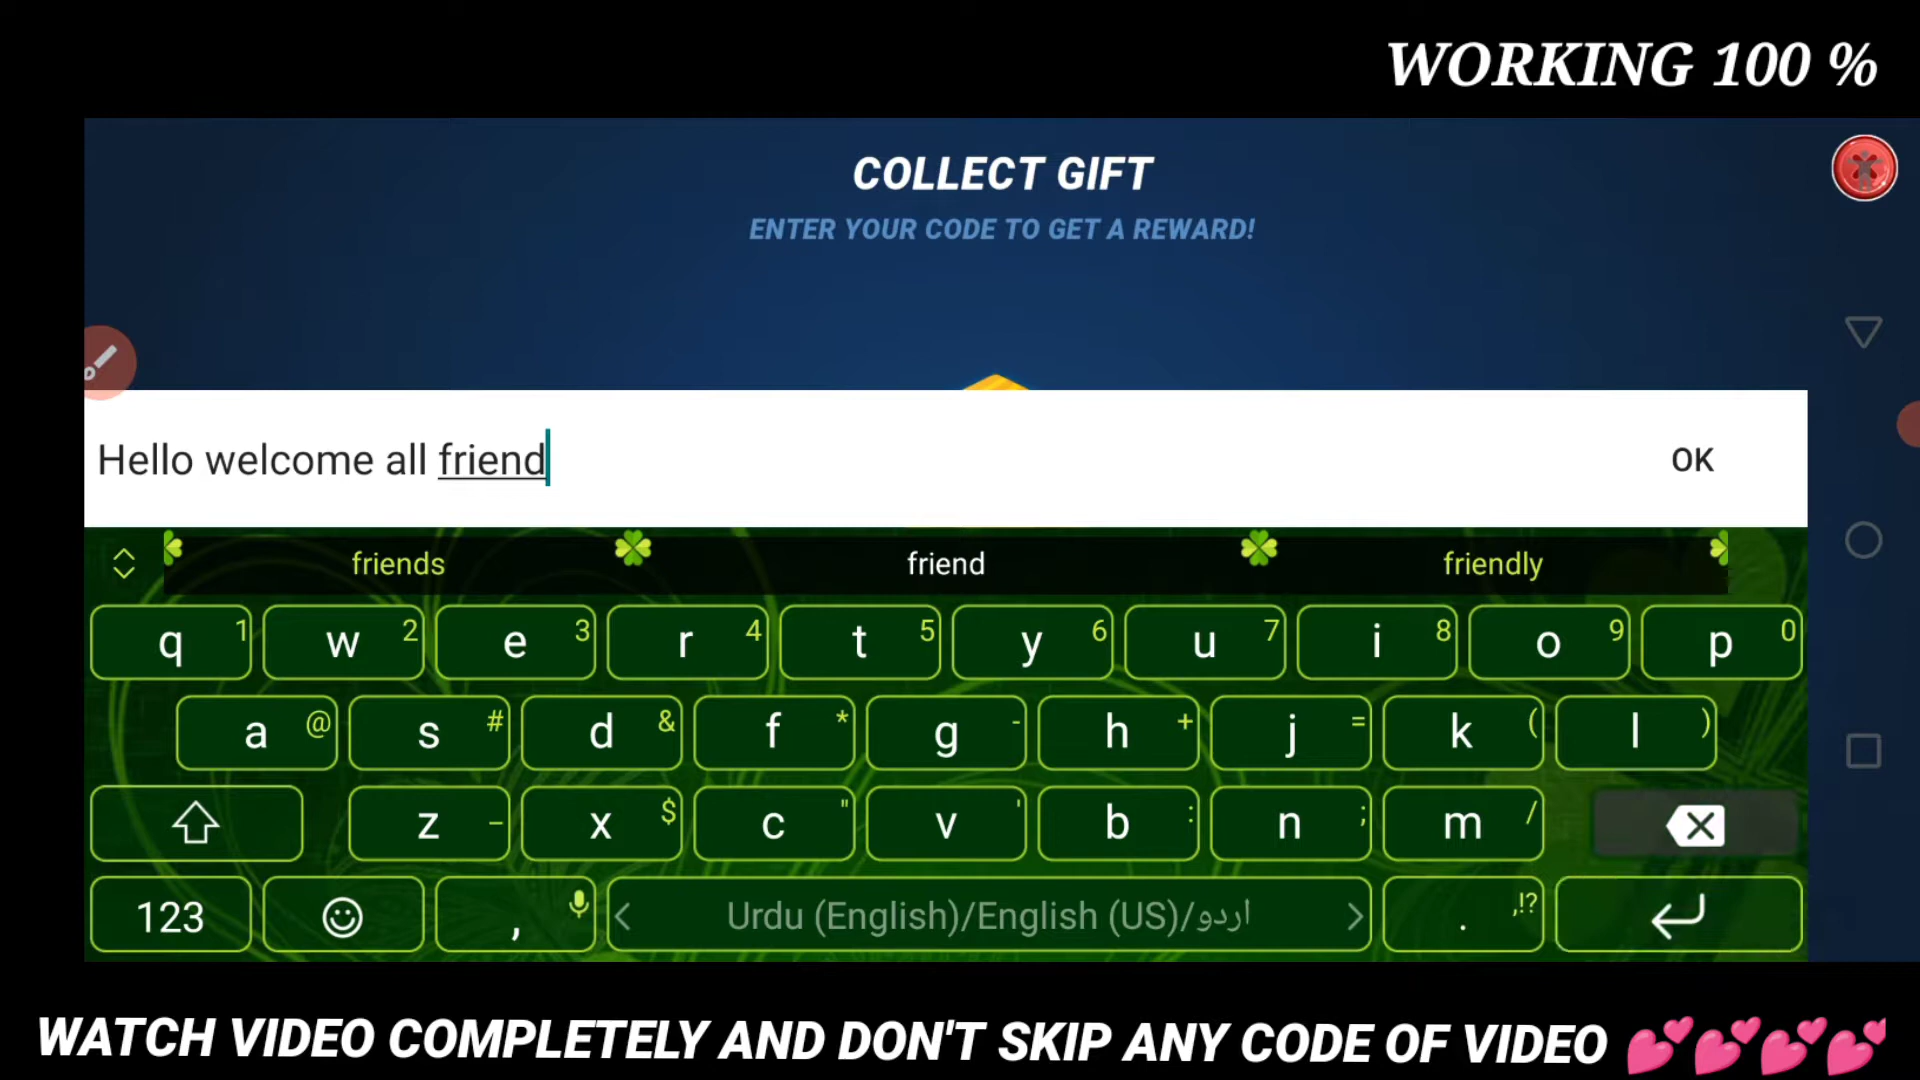 WORKING 100 %
COLLECT GIFT
ENTER YOUR CODE TO GET A REWARD!
Hello welcome all friend
OK
friends friend friendly
q 1 w 2 e 3 r 4 t 5 y 6 u 7 i 8 o 9 p 0
a @ s # d & f * g - h + j = k ( l )
z _ x $ c " v ' b : n ; m /
123 , < Urdu (English)/English (US)/اردو > . ,!?
WATCH VIDEO COMPLETELY AND DON'T SKIP ANY CODE OF VIDEO 💕💕💕💕